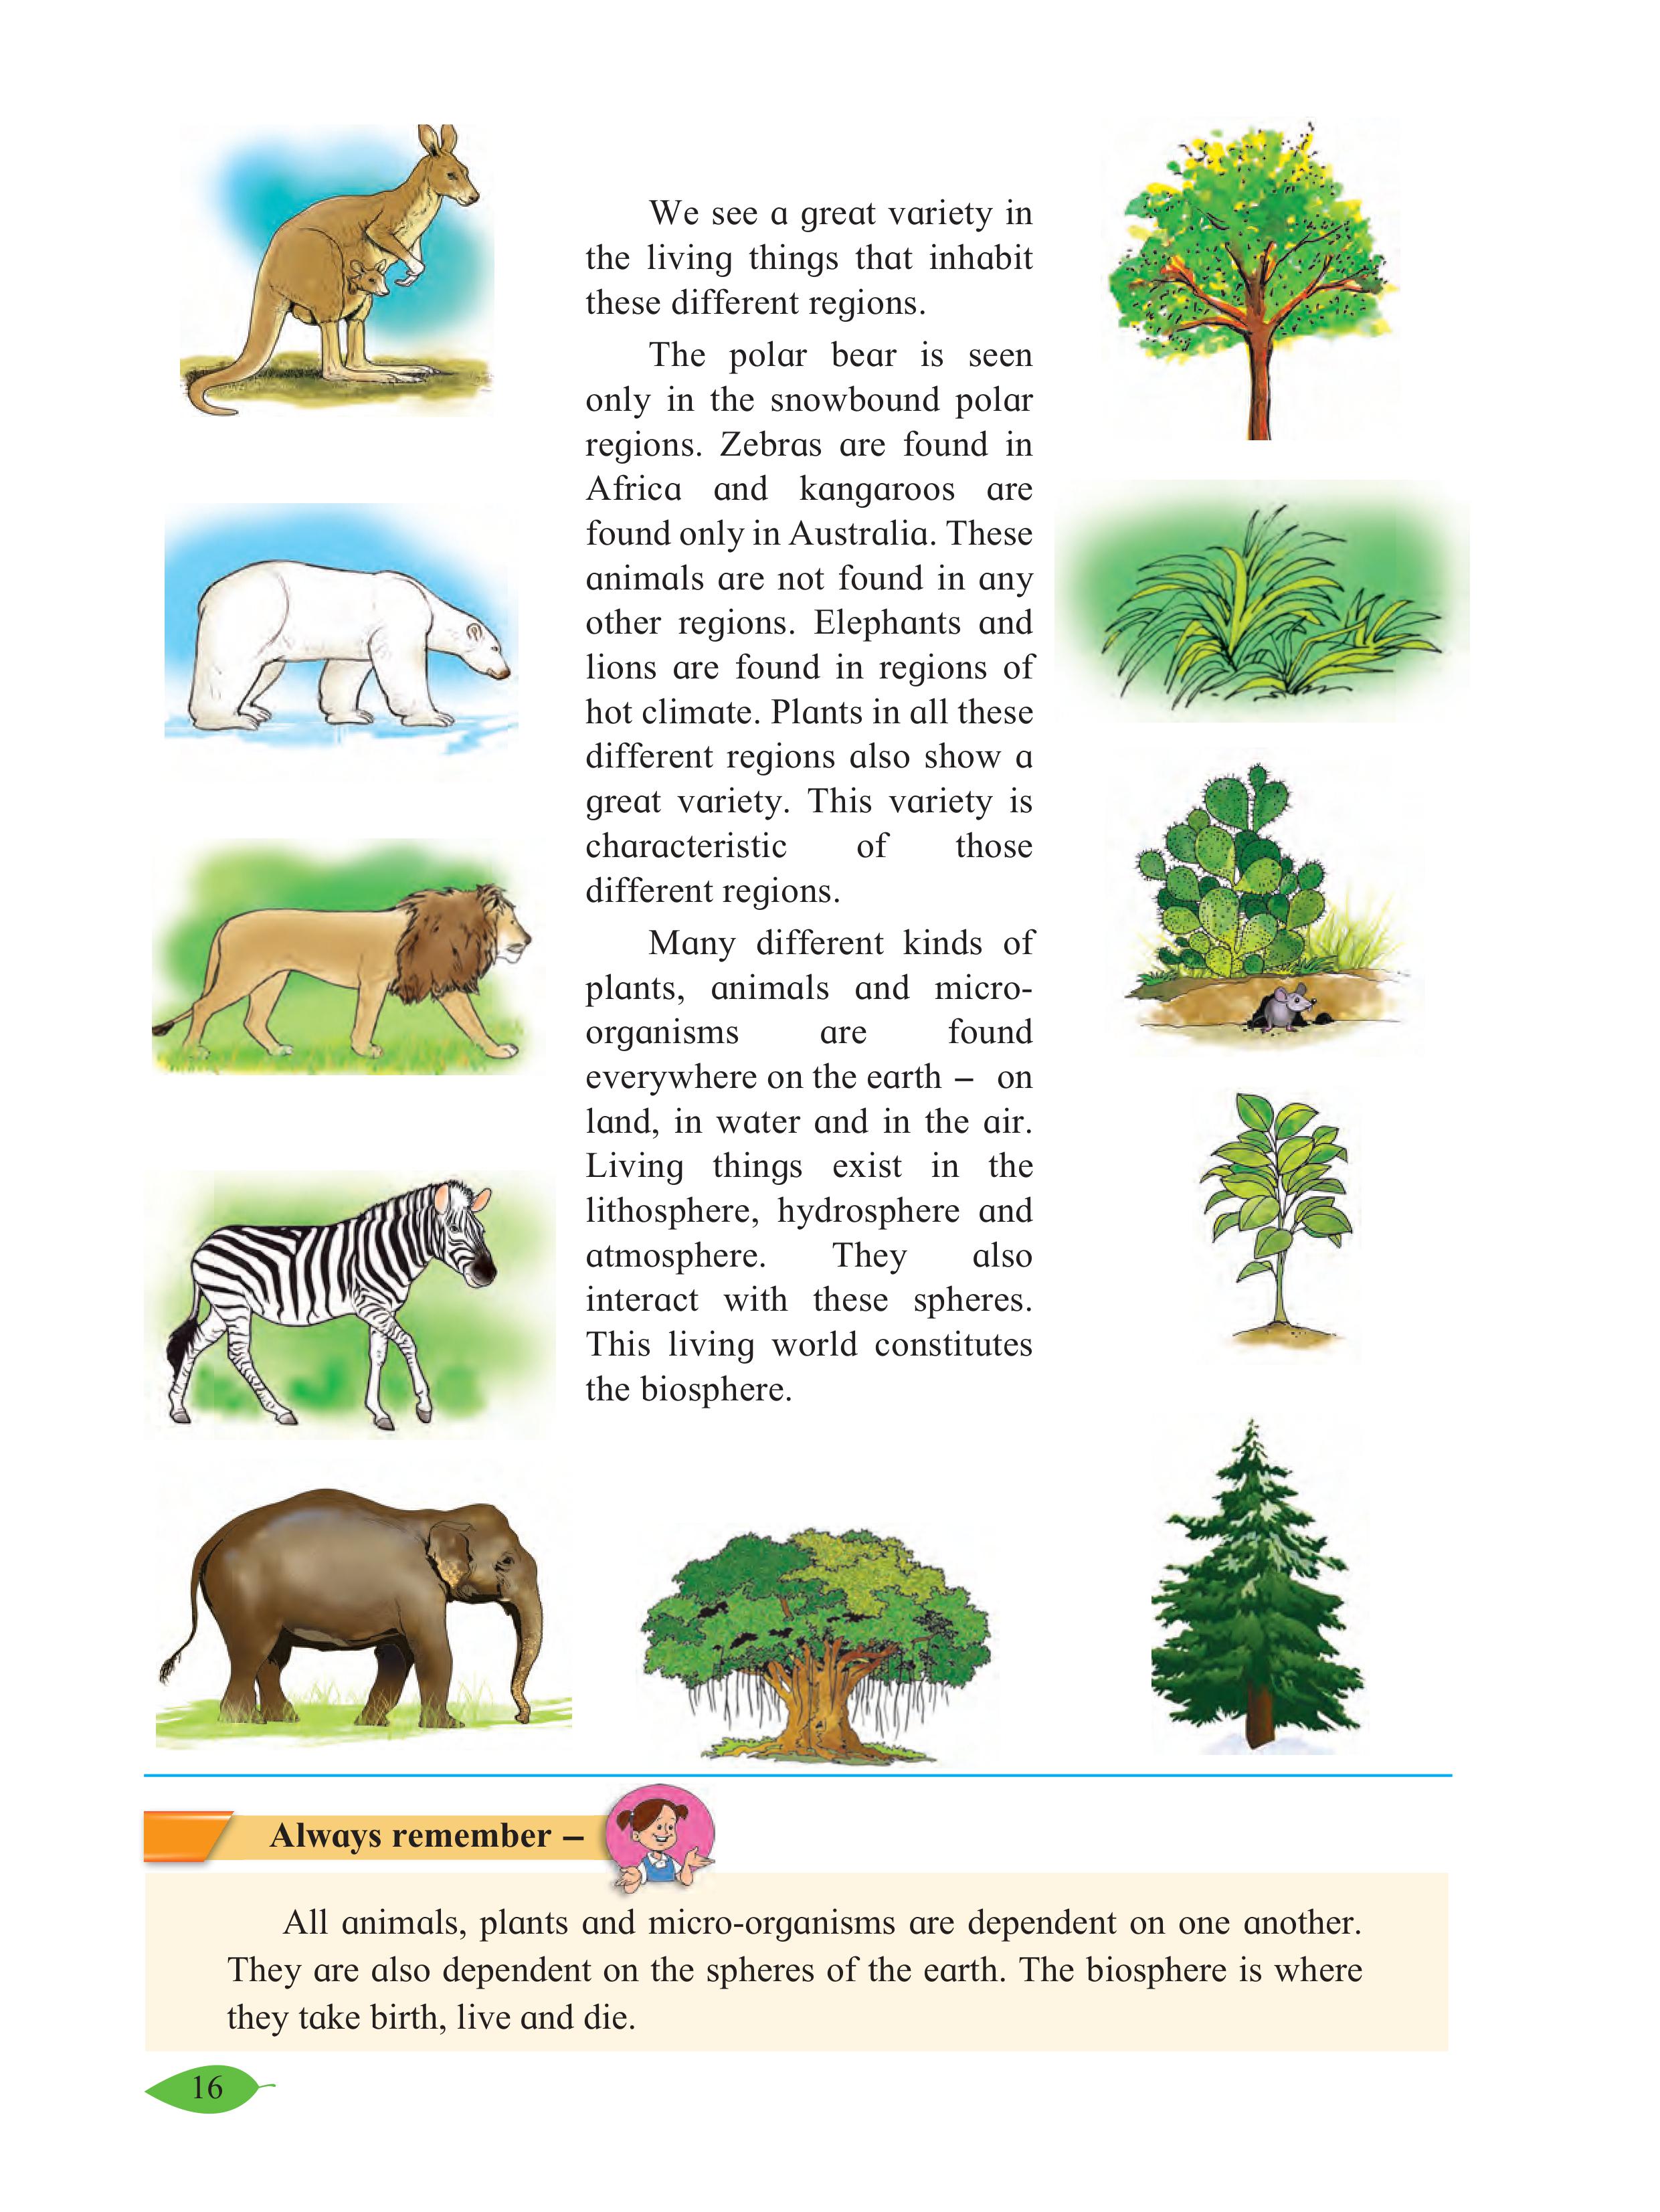 We see a great variety in
the living things that inhabit
these different regions.
The polar bear is seen
only in the snowbound polar
regions. Zebras are found in
Africa and kangaroos are
found only in Australia. These
animals are not found in any
other regions. Elephants and
lions are found in regions of
hot climate. Plants in all these
different regions also show a
great variety. This variety is
characteristic of those
different regions.
Many different kinds of
plants, animals and micro-
organisms are found
everywhere on the earth – on
land, in water and in the air.
Living things exist in the
lithosphere, hydrosphere and
atmosphere. They also
interact with these spheres.
This living world constitutes
the biosphere.
Always remember –
All animals, plants and micro-organisms are dependent on one another.
They are also dependent on the spheres of the earth. The biosphere is where
they take birth, live and die.
16